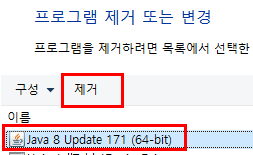 프로그램 제거 또는 변경
프로그램을 제거하려면 목록에서 선택한
구성 제거
이름
Java 8 Update 171 (64-bit)